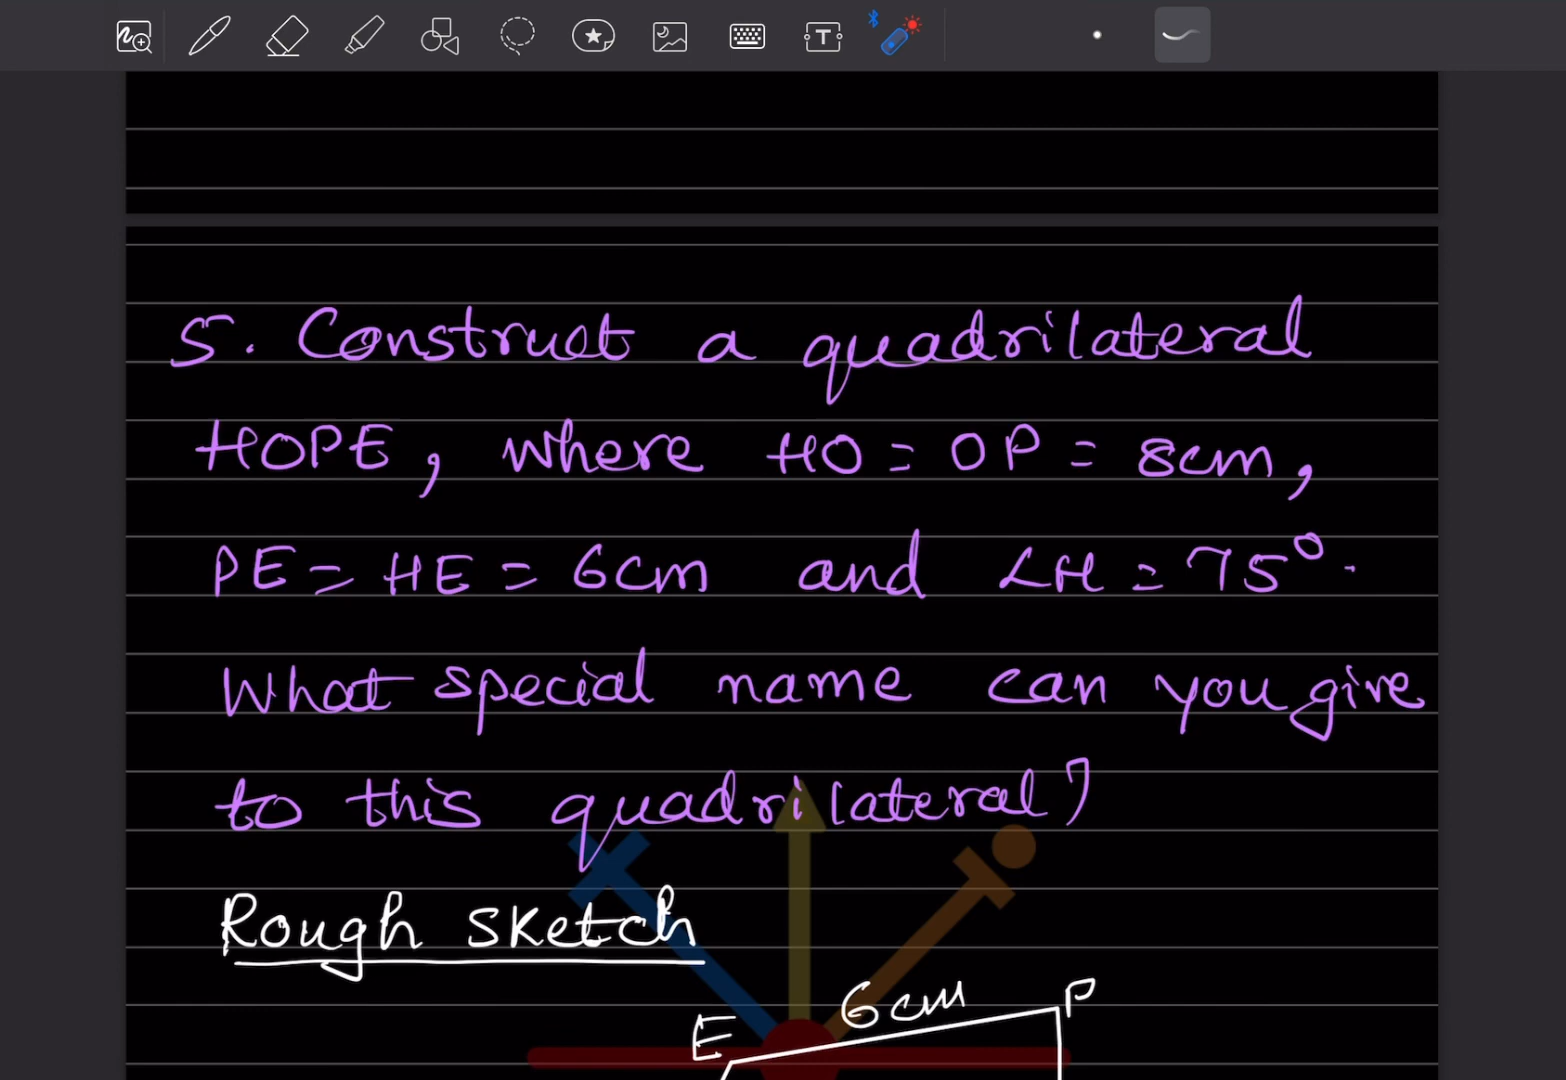 5. Construct a quadrilateral
HOPE, where HO = OP = 8cm,
PE = HE = 6cm and ∠H = 75°.
What special name can you give
to this quadrilateral?
Rough sketch
6cm P
E